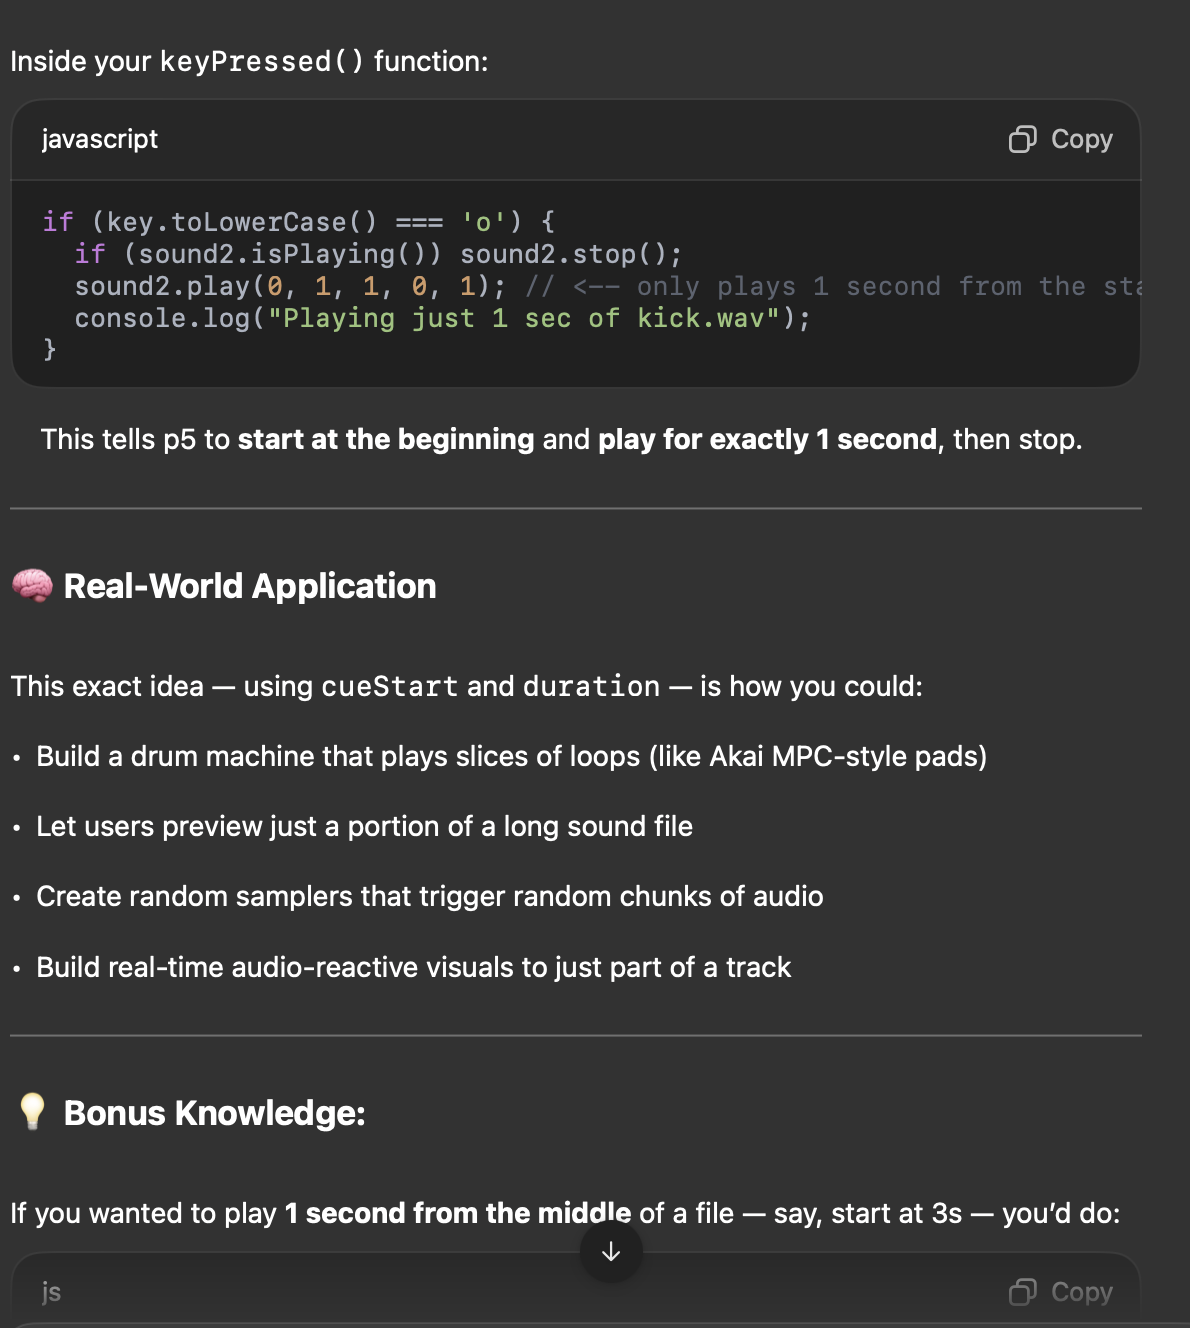 Inside your keyPressed() function:
javascript
Copy
if (key.toLowerCase() === 'o') {
  if (sound2.isPlaying()) sound2.stop();
  sound2.play(0, 1, 1, 0, 1); // <-- only plays 1 second from the sta
  console.log("Playing just 1 sec of kick.wav");
}
This tells p5 to start at the beginning and play for exactly 1 second, then stop.
🧠 Real-World Application
This exact idea — using cueStart and duration — is how you could:
• Build a drum machine that plays slices of loops (like Akai MPC-style pads)
• Let users preview just a portion of a long sound file
• Create random samplers that trigger random chunks of audio
• Build real-time audio-reactive visuals to just part of a track
💡 Bonus Knowledge:
If you wanted to play 1 second from the middle of a file — say, start at 3s — you'd do:
js
Copy